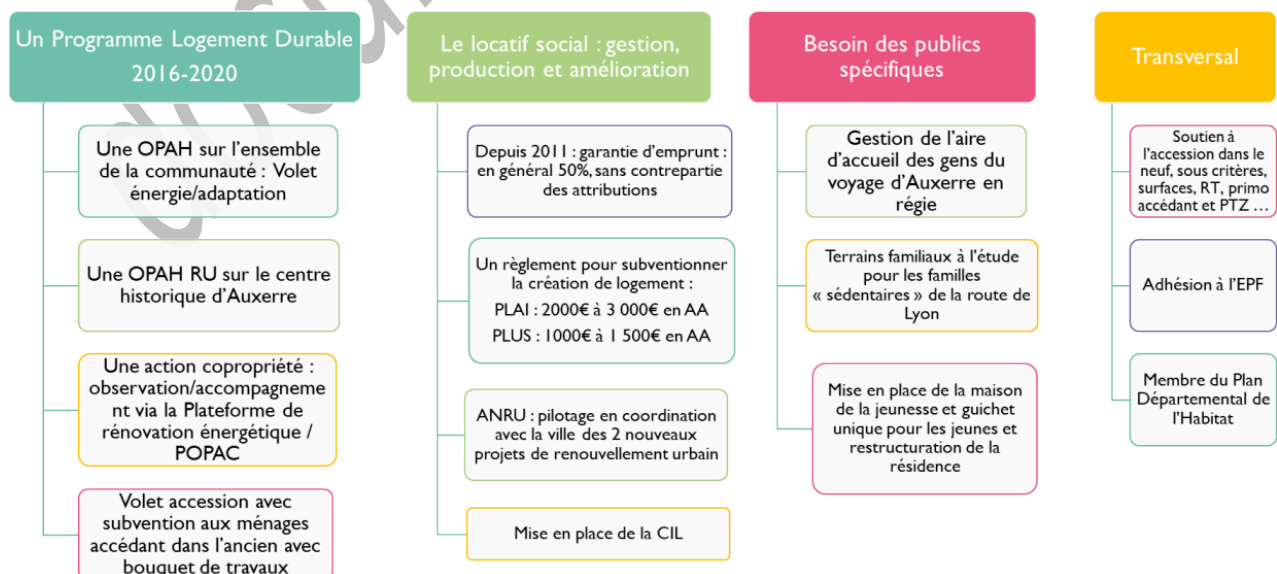 Un Programme Logement Durable
2016-2020
Une OPAH sur l'ensemble
de la communauté : Volet
énergie/adaptation
Une OPAH RU sur le centre
historique d'Auxerre
Une action copropriété :
observation/accompagneme
nt via la Plateforme de
rénovation énergétique /
POPAC
Volet accession avec
subvention aux ménages
accédant dans l'ancien avec
bouquet de travaux
Le locatif social : gestion,
production et amélioration
Depuis 2011 : garantie d'emprunt :
en général 50%, sans contrepartie
des attributions
Un règlement pour subventionner
la création de logement :
PLAI : 2000€ à 3 000€ en AA
PLUS : 1000€ à 1 500€ en AA
ANRU : pilotage en coordination
avec la ville des 2 nouveaux
projets de renouvellement urbain
Mise en place de la CIL
Besoin des publics
spécifiques
Gestion de l'aire
d'accueil des gens du
voyage d'Auxerre en
régie
Terrains familiaux à l'étude
pour les familles
« sédentaires » de la route de
Lyon
Mise en place de la maison
de la jeunesse et guichet
unique pour les jeunes et
restructuration de la
résidence
Transversal
Soutien à
l'accession dans le
neuf, sous critères,
surfaces, RT, primo
accédant et PTZ …
Adhésion à l'EPF
Membre du Plan
Départemental de
l'Habitat